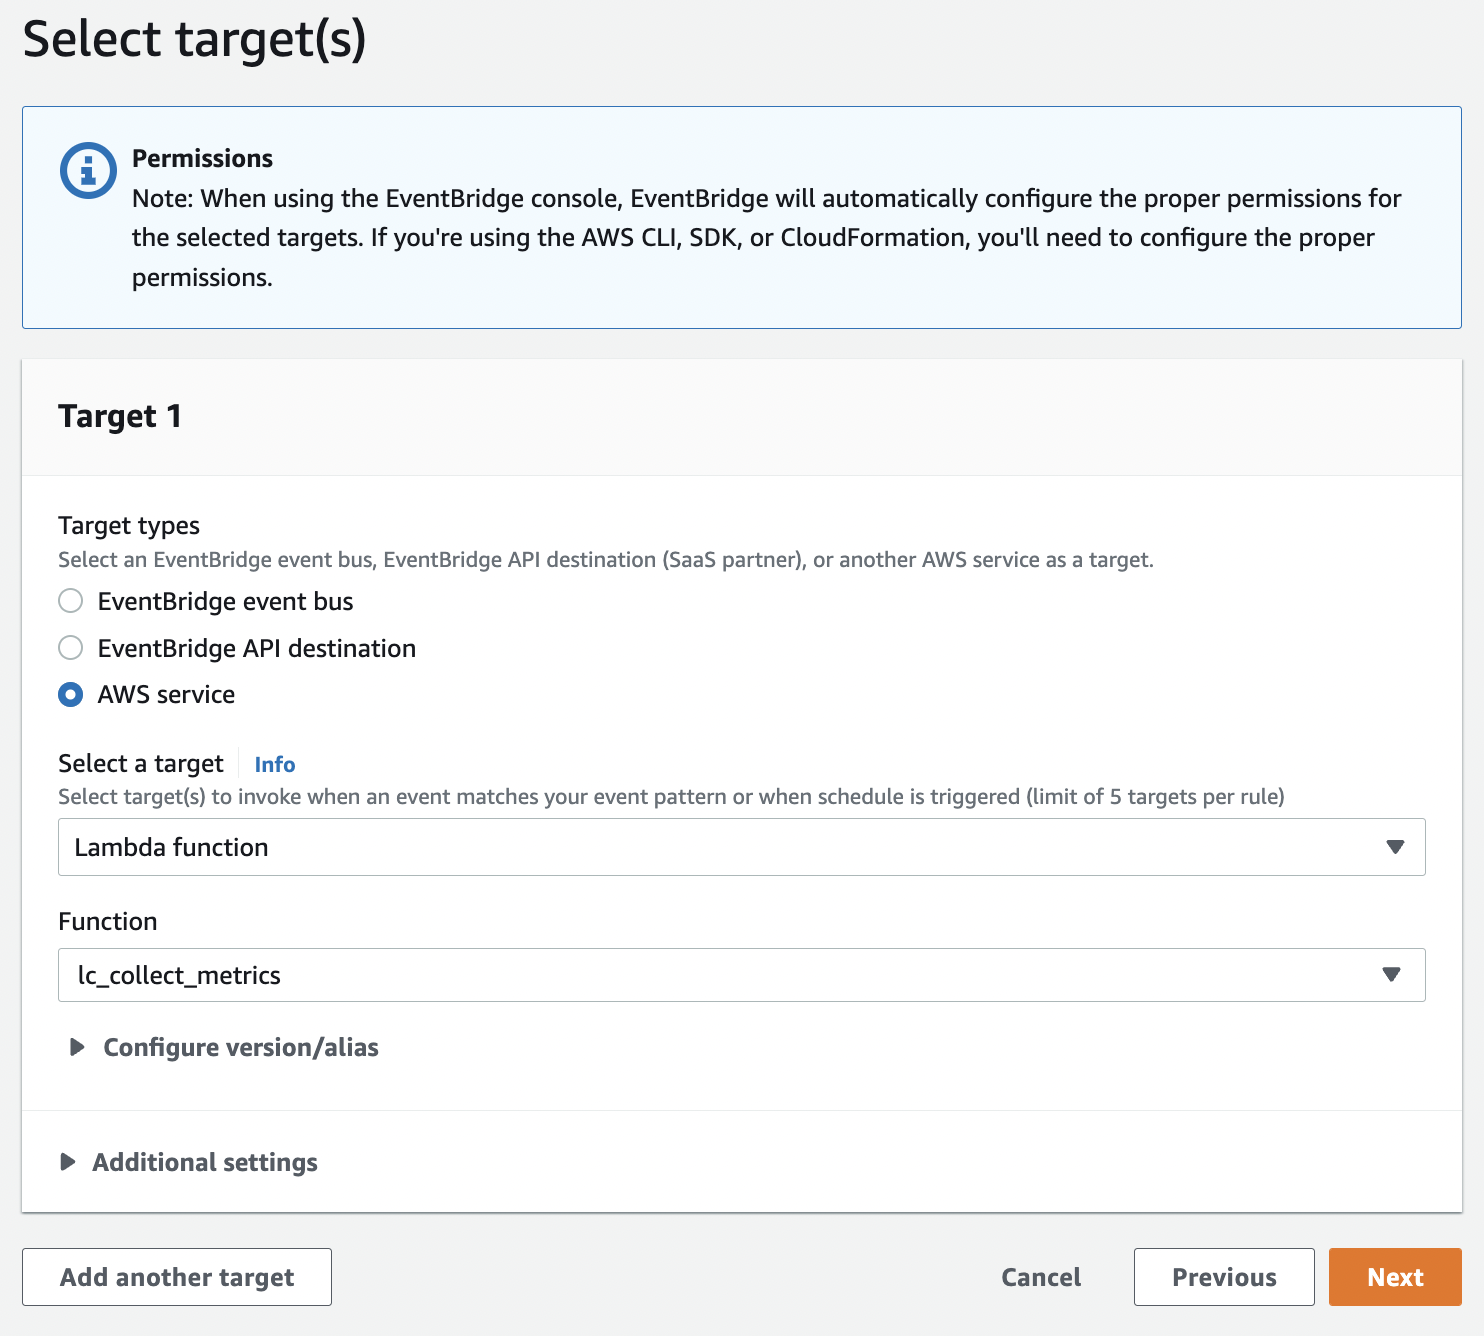 Select target(s)
Permissions
Note: When using the EventBridge console, EventBridge will automatically configure the proper permissions for
the selected targets. If you're using the AWS CLI, SDK, or CloudFormation, you'll need to configure the proper
permissions.
Target 1
Target types
Select an EventBridge event bus, EventBridge API destination (SaaS partner), or another AWS service as a target.
EventBridge event bus
EventBridge API destination
AWS service
Select a target Info
Select target(s) to invoke when an event matches your event pattern or when schedule is triggered (limit of 5 targets per rule)
Lambda function
Function
lc_collect_metrics
Configure version/alias
Additional settings
Add another target Cancel Previous Next